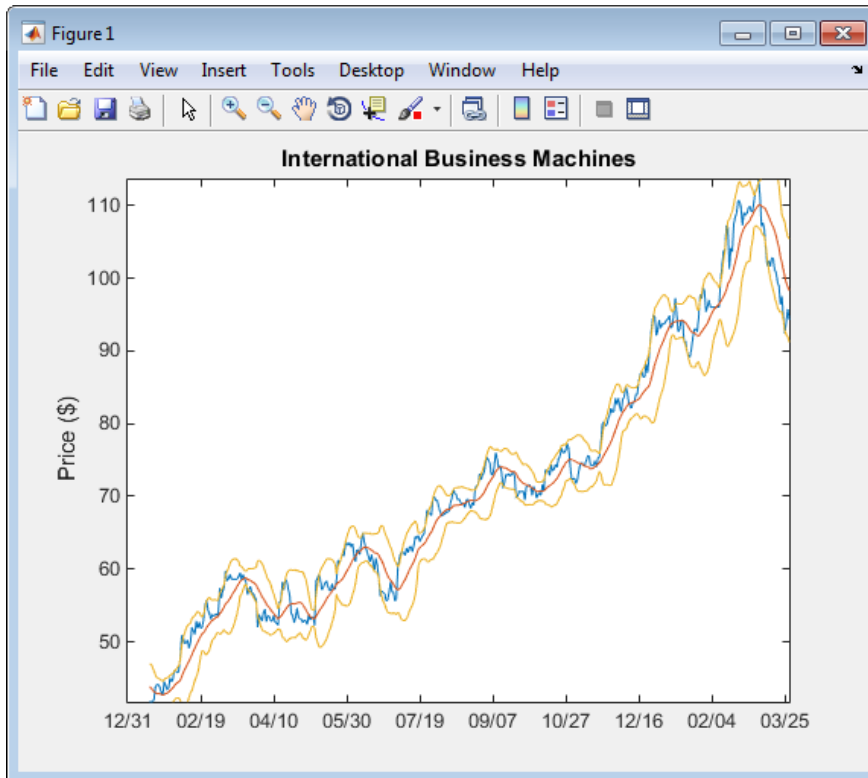 Figure 1
File Edit View Insert Tools Desktop Window Help
International Business Machines
Price ($)
110
100
90
80
70
60
50
12/31 02/19 04/10 05/30 07/19 09/07 10/27 12/16 02/04 03/25